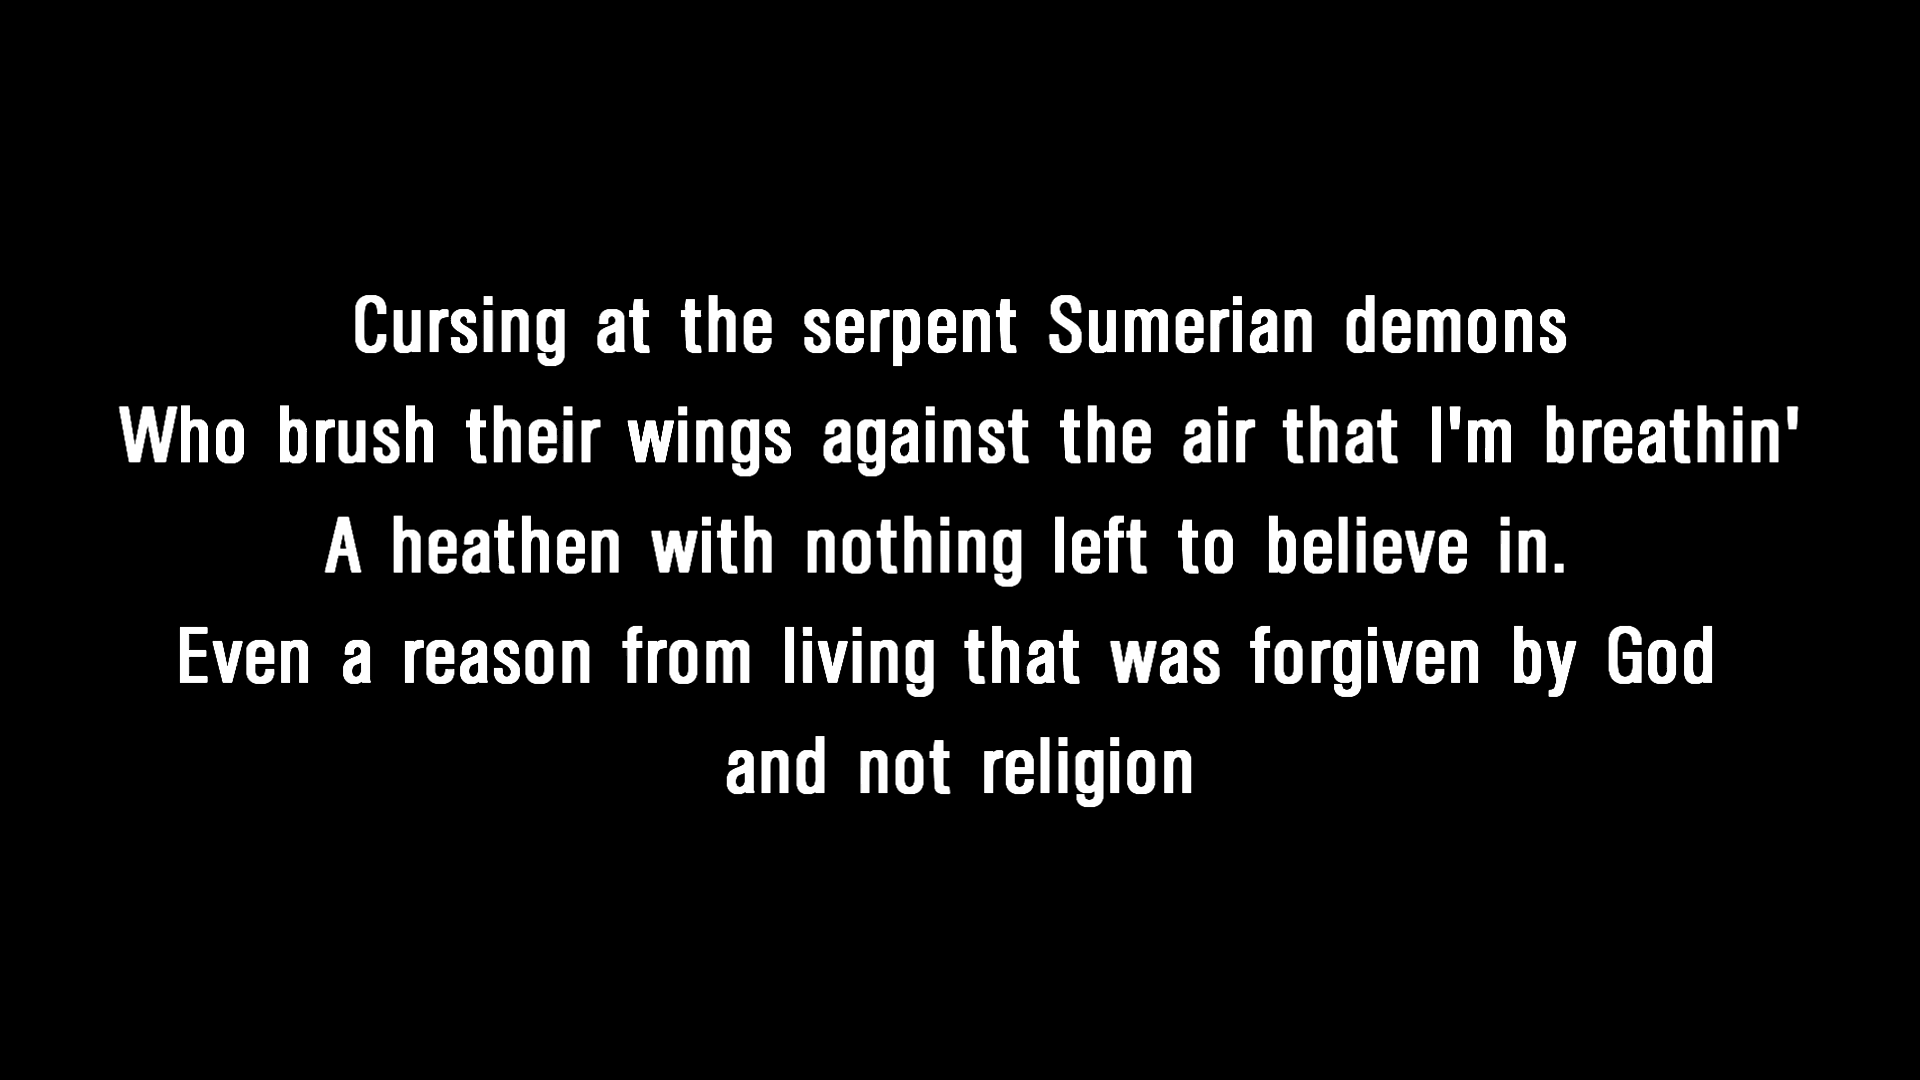 Cursing at the serpent Sumerian demons
Who brush their wings against the air that I'm breathin'
A heathen with nothing left to believe in.
Even a reason from living that was forgiven by God
and not religion